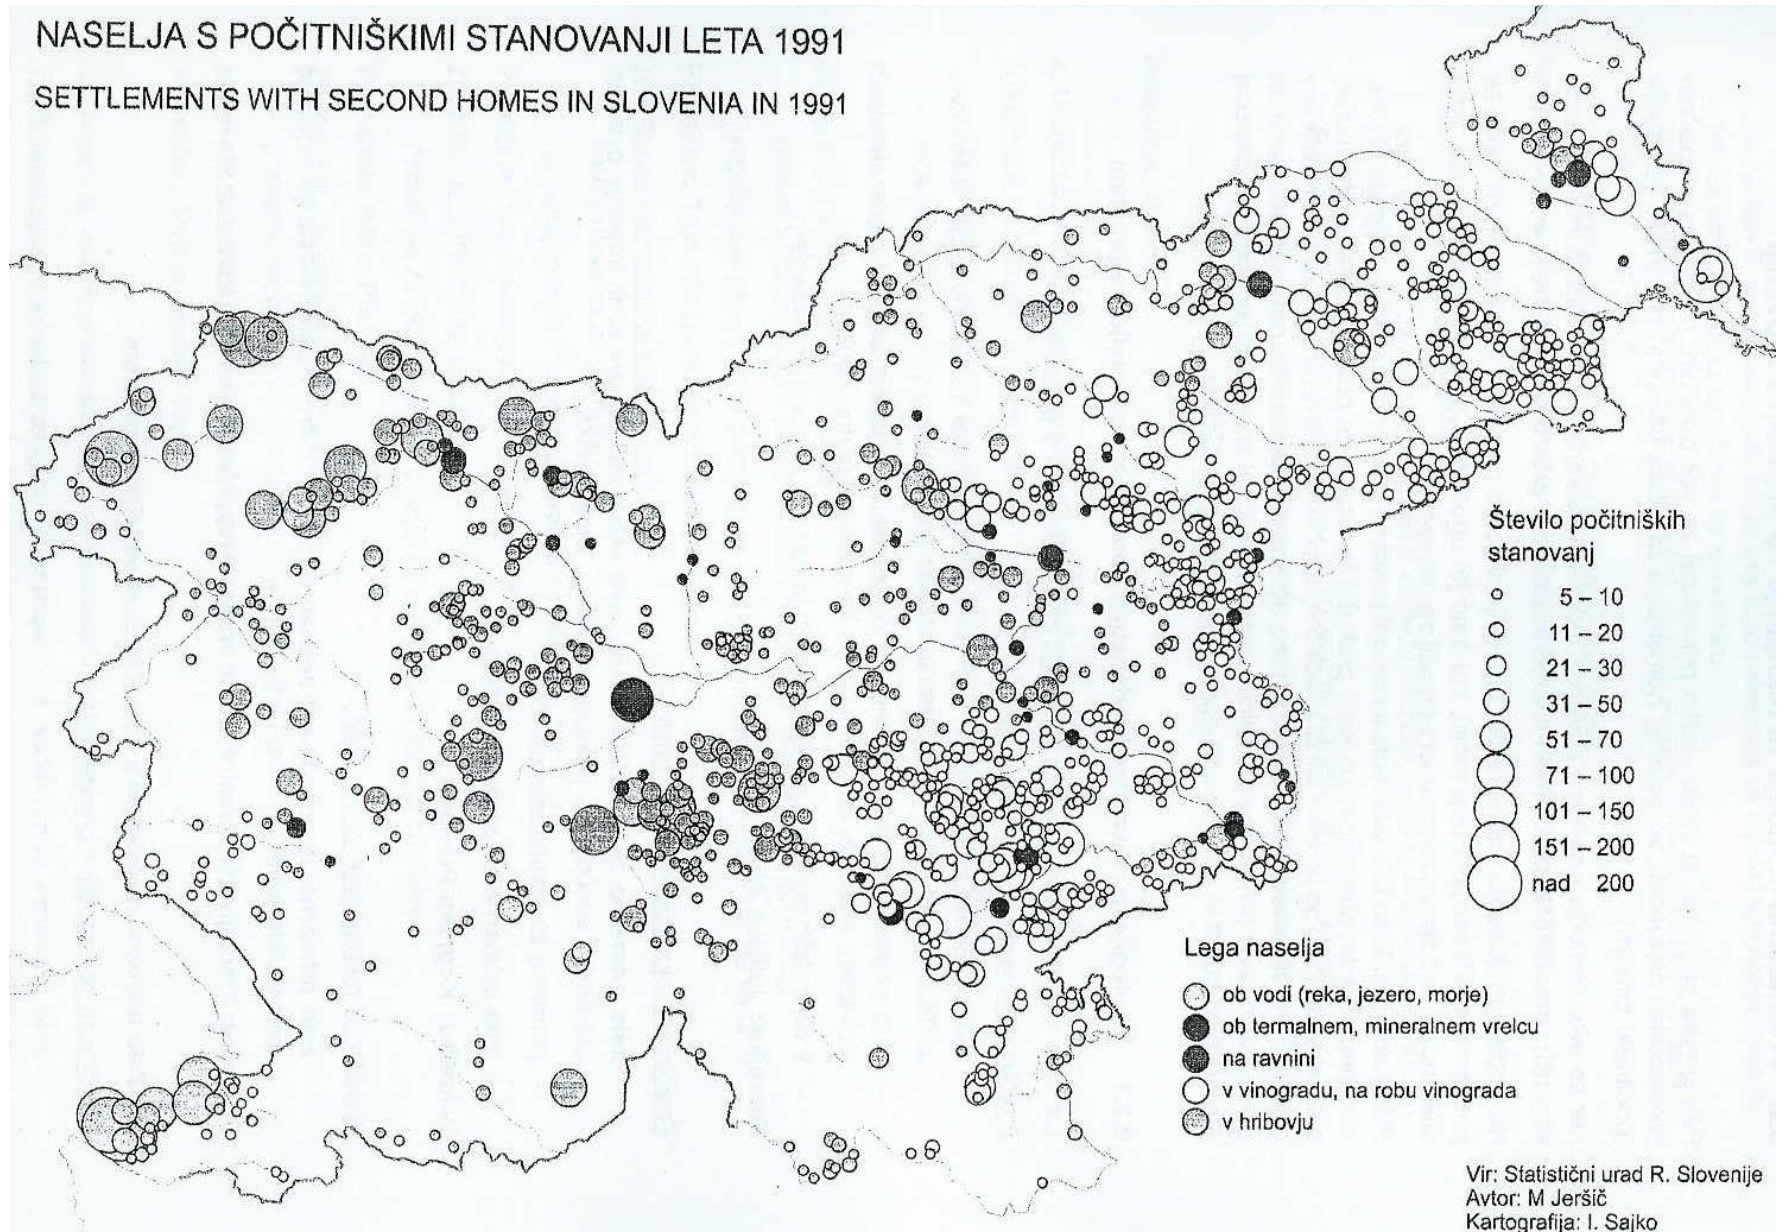 NASELJA S POČITNIŠKIMI STANOVANJI LETA 1991
SETTLEMENTS WITH SECOND HOMES IN SLOVENIA IN 1991
Število počitniških
stanovanj
5 – 10
11 – 20
21 – 30
31 – 50
51 – 70
71 – 100
101 – 150
151 – 200
nad 200
Lega naselja
ob vodi (reka, jezero, morje)
ob termalnem, mineralnem vrelcu
na ravnini
v vinogradu, na robu vinograda
v hribovju
Vir: Statistični urad R. Slovenije
Avtor: M Jeršič
Kartografija: I. Sajko